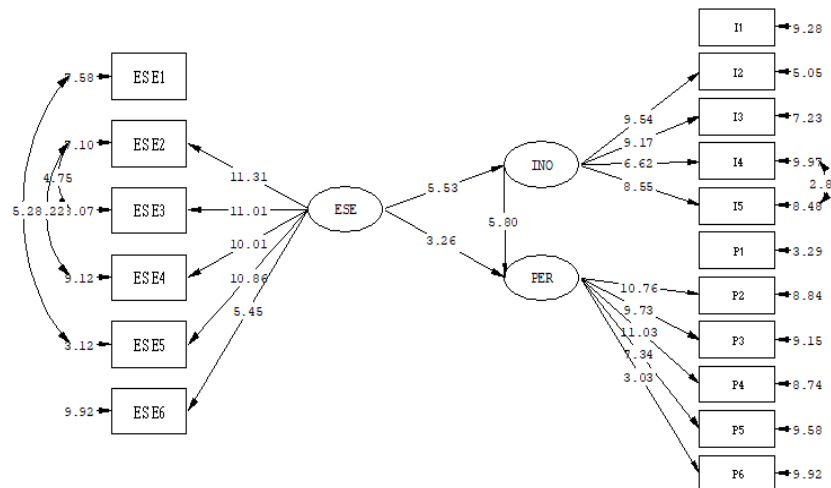 I1 9.28
7.58 ESE1 I2 5.05
9.54 I3 7.23
7.10 ESE2 9.17
4.75 11.31 INO 6.62 I4 9.97
5.53 8.55 2.8
5.28 8.07 ESE3 11.01 ESE I5 8.48
5.80
10.01 3.26 P1 3.29
9.12 ESE4 10.86 PER 10.76 P2 8.84
5.45 9.73
3.12 ESE5 11.03 P3 9.15
7.34
3.03 P4 8.74
9.92 ESE6 P5 9.58
P6 9.92